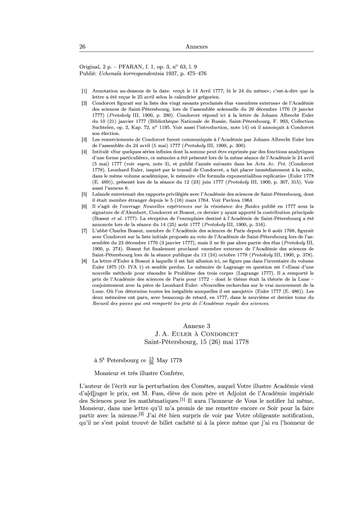 26 Annexes
Original, 2 p. – PFARAN, f. 1, op. 3, n° 63, l. 9
Publié: Učenaja korrespondencija 1937, p. 475–476
[1] Annotation au-dessous de la date: «reçû le 14 Avril 1777, lû le 24 du même», c'est-à-dire que la
lettre a été reçue le 25 avril selon le calendrier grégorien.
[2] Condorcet figurait sur la liste des vingt savants proclamés élus «membres externes» de l'Académie
des sciences de Saint-Pétersbourg, lors de l'assemblée solennelle du 29 décembre 1776 (9 janvier
1777) (Protokoly III, 1900, p. 280). Condorcet répond ici à la lettre de Johann Albrecht Euler
du 10 (21) janvier 1777 (Bibliothèque Nationale de Russie, Saint-Pétersbourg, F. 993, Collection
Suchtelen, op. 2, Kap. 72, n° 1195. Voir aussi l'introduction, note 14) où il annonçait à Condorcet
son élection.
[3] Les remerciements de Condorcet furent communiqués à l'Académie par Johann Albrecht Euler lors
de l'assemblée du 24 avril (5 mai) 1777 (Protokoly III, 1900, p. 306).
[4] Intitulé «Sur quelques séries infinies dont la somme peut être exprimée par des fonctions analytiques
d'une forme particulière», ce mémoire a été présenté lors de la même séance de l'Académie le 24 avril
(5 mai) 1777 (voir supra, note 3), et publié l'année suivante dans les Acta Ac. Pet. (Condorcet
1778). Leonhard Euler, inspiré par le travail de Condorcet, a fait placer immédiatement à la suite,
dans le même volume académique, le mémoire «De formulis exponentialibus replicatis» (Euler 1778
(E. 489)), présenté lors de la séance du 12 (23) juin 1777 (Protokoly III, 1900, p. 307, 315). Voir
aussi l'annexe 8.
[5] Lalande entretenait des rapports privilégiés avec l'Académie des sciences de Saint-Pétersbourg, dont
il était membre étranger depuis le 5 (16) mars 1764. Voir Pavlova 1964.
[6] Il s'agit de l'ouvrage Nouvelles expériences sur la résistance des fluides publié en 1777 sous la
signature de d'Alembert, Condorcet et Bossut, ce dernier y ayant apporté la contribution principale
(Bossut et al. 1777). La réception de l'exemplaire destiné à l'Académie de Saint-Pétersbourg a été
annoncée lors de la séance du 14 (25) août 1777 (Protokoly III, 1900, p. 316).
[7] L'abbé Charles Bossut, membre de l'Académie des sciences de Paris depuis le 6 août 1768, figurait
avec Condorcet sur la liste initiale proposée au vote de l'Académie de Saint-Pétersbourg lors de l'as-
semblée du 23 décembre 1776 (3 janvier 1777), mais il ne fit pas alors partie des élus (Protokoly III,
1900, p. 274). Bossut fut finalement proclamé «membre externe» de l'Académie des sciences de
Saint-Pétersbourg lors de la séance publique du 13 (24) octobre 1778 (Protokoly III, 1900, p. 378).
[8] La lettre d'Euler à Bossut à laquelle il est fait allusion ici, ne figure pas dans l'inventaire du volume
Euler 1975 (O. IVA 1) et semble perdue. Le mémoire de Lagrange en question est l'«Essai d'une
nouvelle méthode pour résoudre le Problème des trois corps» (Lagrange 1777). Il a remporté le
prix de l'Académie des sciences de Paris pour 1772 – dont le thème était la théorie de la Lune –
conjointement avec la pièce de Leonhard Euler: «Nouvelles recherches sur le vrai mouvement de la
Lune. Où l'on détermine toutes les inégalités auxquelles il est assujetti» (Euler 1777 (E. 486)). Les
deux mémoires ont paru, avec beaucoup de retard, en 1777, dans le neuvième et dernier tome du
Recueil des pieces qui ont remporté les prix de l'Académie royale des sciences.
Annexe 3
J. A. Euler à Condorcet
Saint-Pétersbourg, 15 (26) mai 1778
à S<sup>t</sup> Petersbourg ce 15/26 May 1778
Monsieur et très illustre Confrère,
L'auteur de l'écrit sur la perturbation des Comètes, auquel Votre illustre Académie vient
d'a[d]juger le prix, est M. Fuss, élève de mon père et Adjoint de l'Académie impériale
des Sciences pour les mathématiques.[1] Il aura l'honneur de Vous le notifier lui même,
Monsieur, dans une lettre qu'il m'a promis de me remettre encore ce Soir pour la faire
partir avec la mienne.[2] J'ai été bien surpris de voir par Votre obligeante notification,
qu'il ne s'est point trouvé de billet cacheté à la piece même que j'ai eu l'honneur de